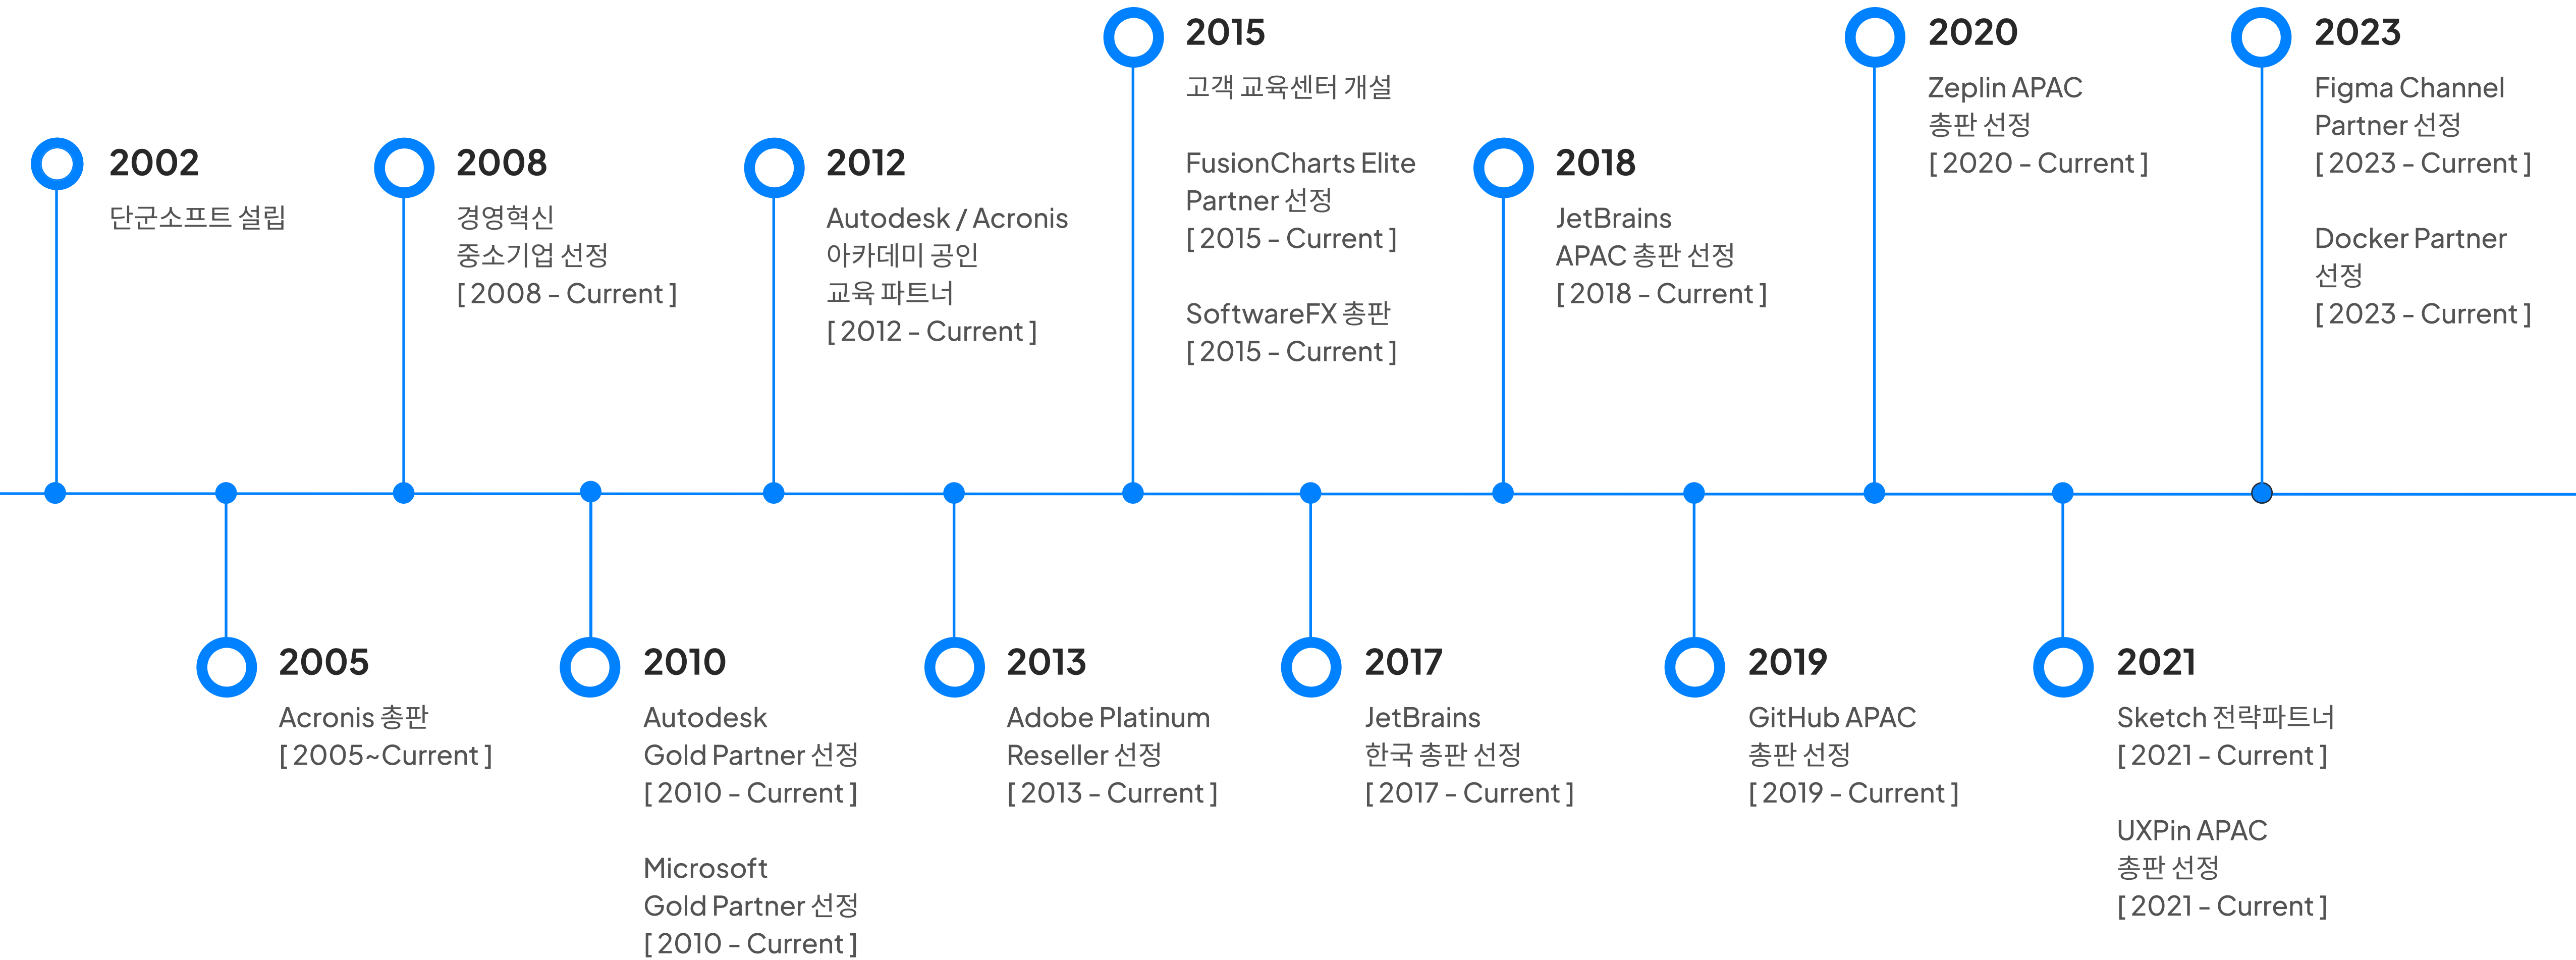 2002
단군소프트 설립
2005
Acronis 총판
[ 2005~Current ]
2008
경영혁신
중소기업 선정
[ 2008 - Current ]
2010
Autodesk
Gold Partner 선정
[ 2010 - Current ]
Microsoft
Gold Partner 선정
[ 2010 - Current ]
2012
Autodesk / Acronis
아카데미 공인
교육 파트너
[ 2012 - Current ]
2013
Adobe Platinum
Reseller 선정
[ 2013 - Current ]
2015
고객 교육센터 개설
FusionCharts Elite
Partner 선정
[ 2015 - Current ]
SoftwareFX 총판
[ 2015 - Current ]
2017
JetBrains
한국 총판 선정
[ 2017 - Current ]
2018
JetBrains
APAC 총판 선정
[ 2018 - Current ]
2019
GitHub APAC
총판 선정
[ 2019 - Current ]
2020
Zeplin APAC
총판 선정
[ 2020 - Current ]
2021
Sketch 전략파트너
[ 2021 - Current ]
UXPin APAC
총판 선정
[ 2021 - Current ]
2023
Figma Channel
Partner 선정
[ 2023 - Current ]
Docker Partner
선정
[ 2023 - Current ]